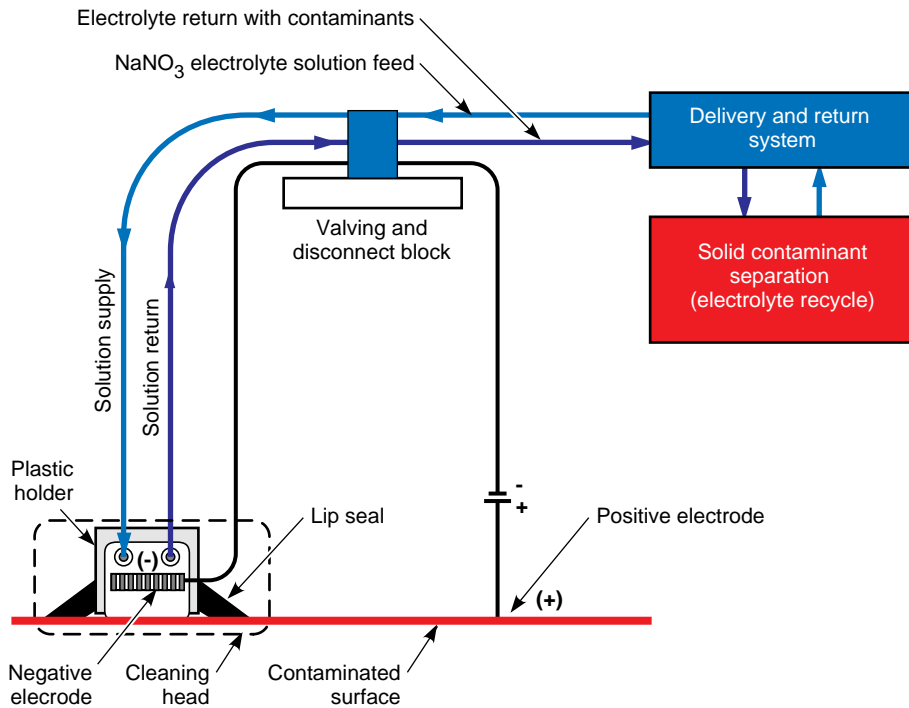 Electrolyte return with contaminants
NaNO3 electrolyte solution feed
Delivery and return
system
Valving and
disconnect block
Solid contaminant
separation
(electrolyte recycle)
Solution supply
Solution return
Plastic
holder
Lip seal
-
+
Positive electrode
(-)
(+)
Negative
elecrode
Cleaning
head
Contaminated
surface